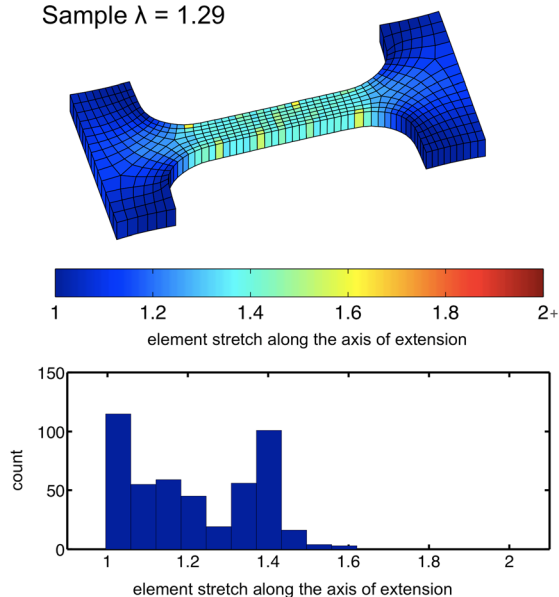 Sample λ = 1.29
1 1.2 1.4 1.6 1.8 2+
element stretch along the axis of extension
150
100
50
0
count
1 1.2 1.4 1.6 1.8 2
element stretch along the axis of extension